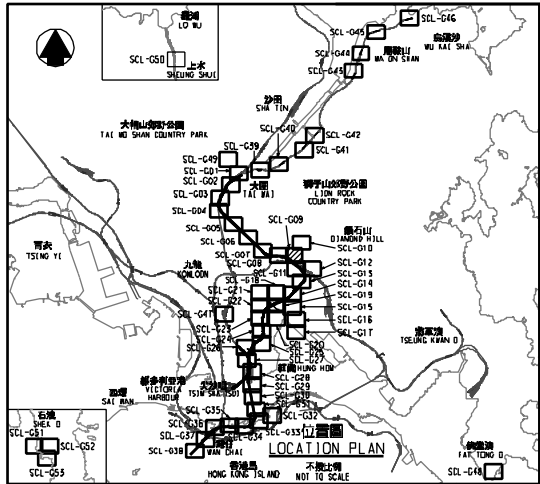 羅湖
LO WU
SCL-G50
上水
SHEUNG SHUI
SCL-G46
SCL-G45
烏溪沙
WU KAI SHA
SCL-G44
馬鞍山
MA ON SHAN
SCL-G43
沙田
SHA TIN
大帽山郊野公園
TAI MO SHAN COUNTRY PARK
SCL-G40
SCL-G39
SCL-G42
SCL-G41
SCL-G49
SCL-G01
SCL-G02
SCL-G03
SCL-G04
大圍
TAI WAI
獅子山郊野公園
LION ROCK
COUNTRY PARK
SCL-G05
SCL-G06
SCL-G07
SCL-G08
SCL-G09
鑽石山
DIAMOND HILL
SCL-G10
SCL-G11
SCL-G12
SCL-G13
SCL-G14
SCL-G18
SCL-G19
SCL-G15
SCL-G16
SCL-G17
青衣
TSING YI
九龍
KOWLOON
SCL-G21
SCL-G22
SCL-G47
SCL-G23
SCL-G24
SCL-G26
SCL-G20
SCL-G25
SCL-G27
將軍澳
TSEUNG KWAN O
紅磡
HUNG HOM
SCL-G28
SCL-G29
SCL-G30
西環
SAI WAN
維多利亞港
VICTORIA
HARBOUR
尖沙咀
TSIM SHA TSUI
SCL-G32
SCL-G33
SCL-G34
SCL-G35
SCL-G36
SCL-G37
SCL-G38
灣仔
WAN CHAI
香港島
HONG KONG ISLAND
石澳
SHEK O
SCL-G51
SCL-G52
SCL-G53
佛堂澳
FAT TONG O
SCL-G48
位置圖
LOCATION PLAN
不按比例
NOT TO SCALE